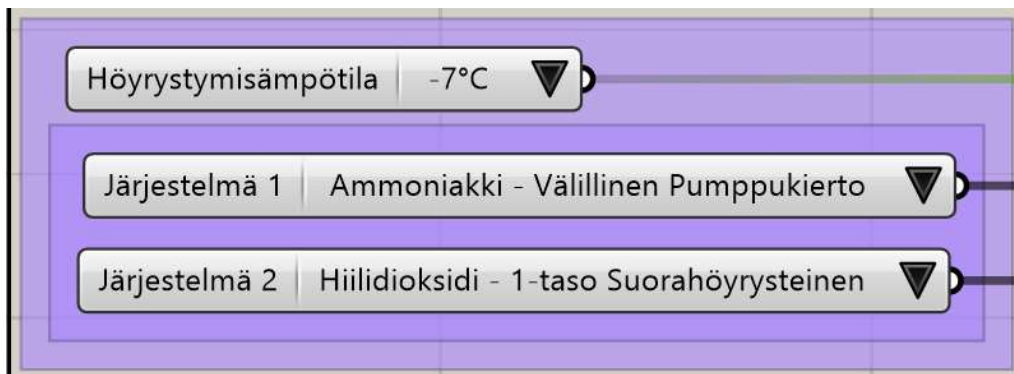 Höyrystymisämpötila -7°C
Järjestelmä 1 Ammoniakki - Välillinen Pumppukierto
Järjestelmä 2 Hiilidioksidi - 1-taso Suorahöyrysteinen